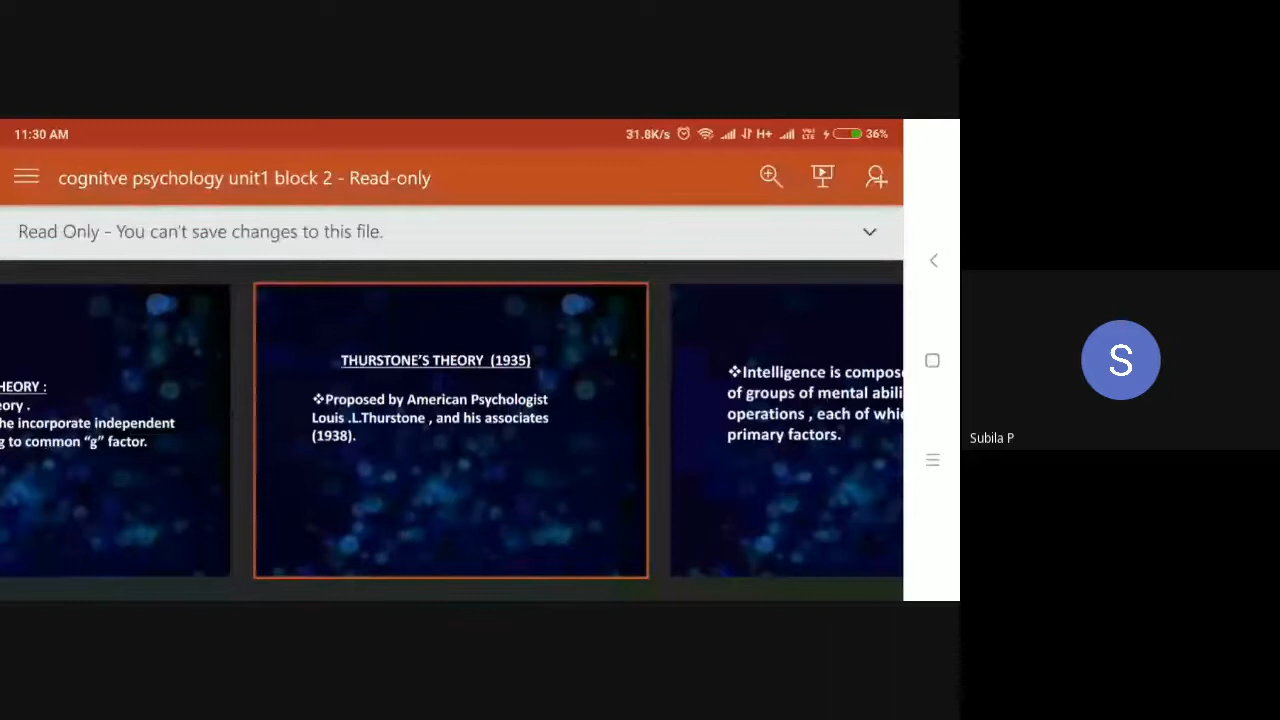 11:30 AM
31.8K/s
H+
36%
cognitve psychology unit1 block 2 - Read-only
Read Only - You can't save changes to this file.
HEORY :
eory .
he incorporate independent
g to common "g" factor.
THURSTONE'S THEORY (1935)
❖Proposed by American Psychologist
Louis .L.Thurstone , and his associates
(1938).
❖Intelligence is compose
of groups of mental abili
operations , each of whi
primary factors.
S
Subila P